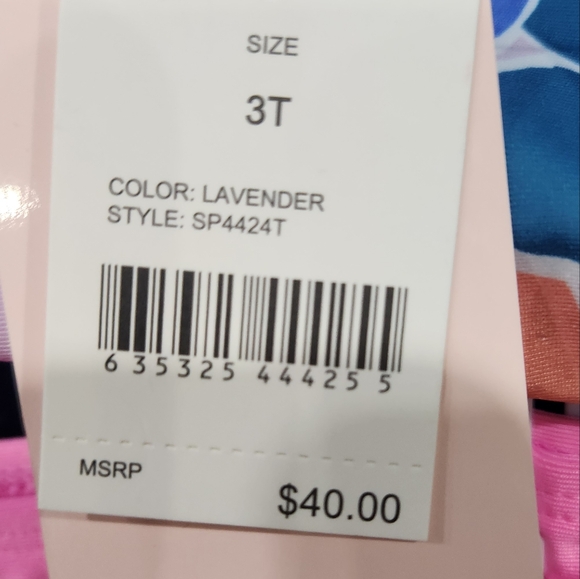 SIZE
3T
COLOR: LAVENDER
STYLE: SP4424T
6 35325 44425 5
MSRP
$40.00